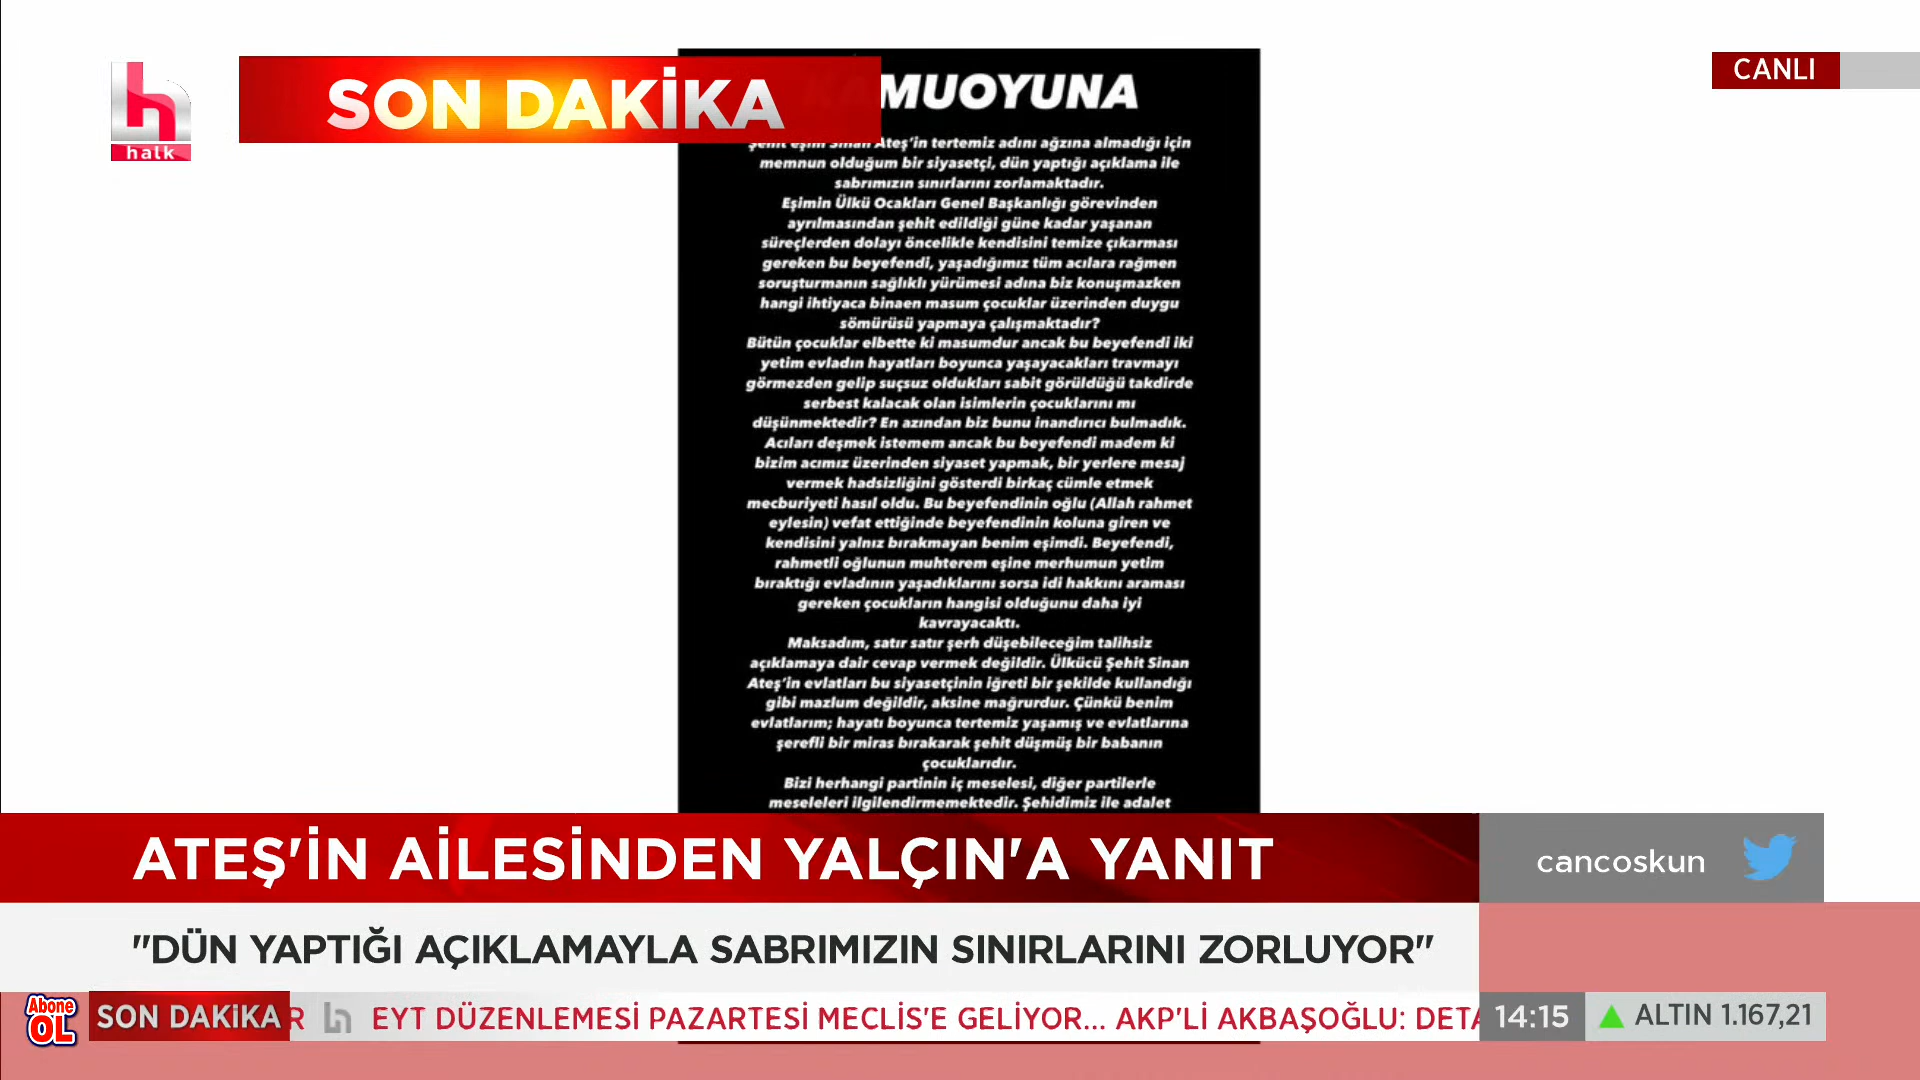 halk
SON DAKİKA
CANLI
KAMUOYUNA
Şehit eşim Sinan Ateş'in tertemiz adını ağzına almadığı için
memnun olduğum bir siyasetçi, dün yaptığı açıklama ile
sabrımızın sınırlarını zorlamaktadır.
Eşimin Ülkü Ocakları Genel Başkanlığı görevinden
ayrılmasından şehit edildiği güne kadar yaşanan
süreçlerden dolayı öncelikle kendisini temize çıkarması
gereken bu beyefendi, yaşadığımız tüm acılara rağmen
soruşturmanın sağlıklı yürümesi adına biz konuşmazken
hangi ihtiyaca binaen masum çocuklar üzerinden duygu
sömürüsü yapmaya çalışmaktadır?
Bütün çocuklar elbette ki masumdur ancak bu beyefendi iki
yetim evladın hayatları boyunca yaşayacakları travmayı
görmezden gelip suçsuz oldukları sabit görüldüğü takdirde
serbest kalacak olan isimlerin çocuklarını mı
düşünmektedir? En azından biz bunu inandırıcı bulmadık.
Acıları deşmek istemem ancak bu beyefendi madem ki
bizim acımız üzerinden siyaset yapmak, bir yerlere mesaj
vermek hadsizliğini gösterdi birkaç cümle etmek
mecburiyeti hasıl oldu. Bu beyefendinin oğlu (Allah rahmet
eylesin) vefat ettiğinde beyefendinin koluna giren ve
kendisini yalnız bırakmayan benim eşimdi. Beyefendi,
rahmetli oğlunun muhterem eşine merhumun yetim
bıraktığı evladının yaşadıklarını sorsa idi hakkını araması
gereken çocukların hangisi olduğunu daha iyi
kavrayacaktı.
Maksadım, satır satır şerh düşebileceğim talihsiz
açıklamaya dair cevap vermek değildir. Ülkücü Şehit Sinan
Ateş'in evlatları bu siyasetçinin iğreti bir şekilde kullandığı
gibi mazlum değildir, aksine mağrurdur. Çünkü benim
evlatlarım; hayatı boyunca tertemiz yaşamış ve evlatlarına
şerefli bir miras bırakarak şehit düşmüş bir babanın
çocuklarıdır.
Bizi herhangi partinin iç meselesi, diğer partilerle
meseleleri ilgilendirmemektedir. Şehidimiz ile adalet
ATEŞ'İN AİLESİNDEN YALÇIN'A YANIT
cancoskun
"DÜN YAPTIĞI AÇIKLAMAYLA SABRIMIZIN SINIRLARINI ZORLUYOR"
Abone
OL
SON DAKİKA
R EYT DÜZENLEMESİ PAZARTESİ MECLİS'E GELİYOR... AKP'Lİ AKBAŞOĞLU: DETA
14:15
ALTIN 1.167,21